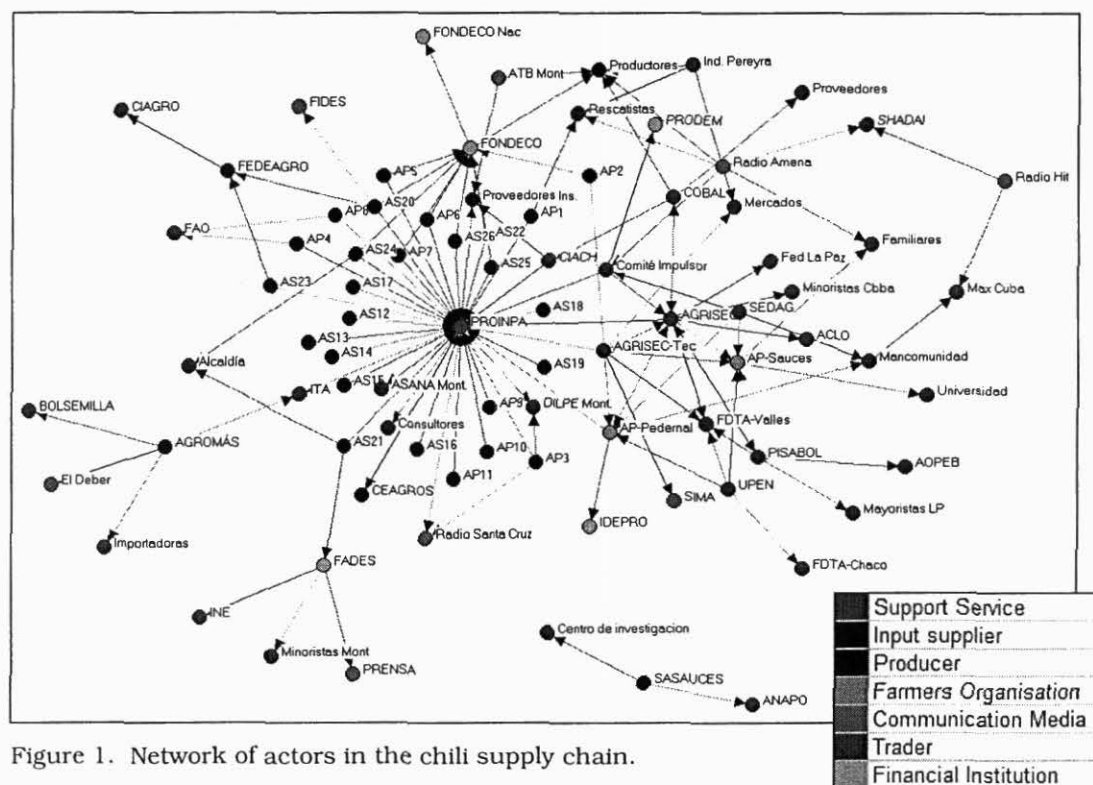 FONDECO Nac
ATB Mont
Productores
Ind. Pereyra
Proveedores
CIAGRO
FIDES
Rescatistas
PRODEM
SHADAI
FONDECO
FEDEAGRO
AP5
AP2
Radio Amena
Radio Hit
AS20
Proveedores Ins.
COBAL
Mercados
AP8
AP6
AS22
AP1
FAO
AP4
AS24
AP7
AS26
AS25
CIACH
Comité Impulsor
Familiares
Fed La Paz
AS23
AS17
Minoristas Cbba
Max Cuba
AS12
PROINPA
AS18
AGRISEC
SEDAG
AS13
AS14
AGRISEC-Tec
ACLO
Mancomunidad
Alcaldía
AS15
ASANA Mont.
AS19
AP-Sauces
ITA
AP9
DILPE Mont.
Universidad
BOLSEMILLA
Consultores
AP-Pedernal
FDTA-Valles
AGROMÁS
AS21
AS16
AP10
AP3
PISABOL
AOPEB
El Deber
AP11
CEAGROS
SIMA
UPEN
Mayoristas LP
IDEPRO
Radio Santa Cruz
Importadoras
FADES
FDTA-Chaco
INE
Centro de investigacion
Minoristas Mont
PRENSA
SASAUCES
ANAPO
Support Service
Input supplier
Producer
Farmers Organisation
Communication Media
Trader
Financial Institution
Figure 1. Network of actors in the chili supply chain.